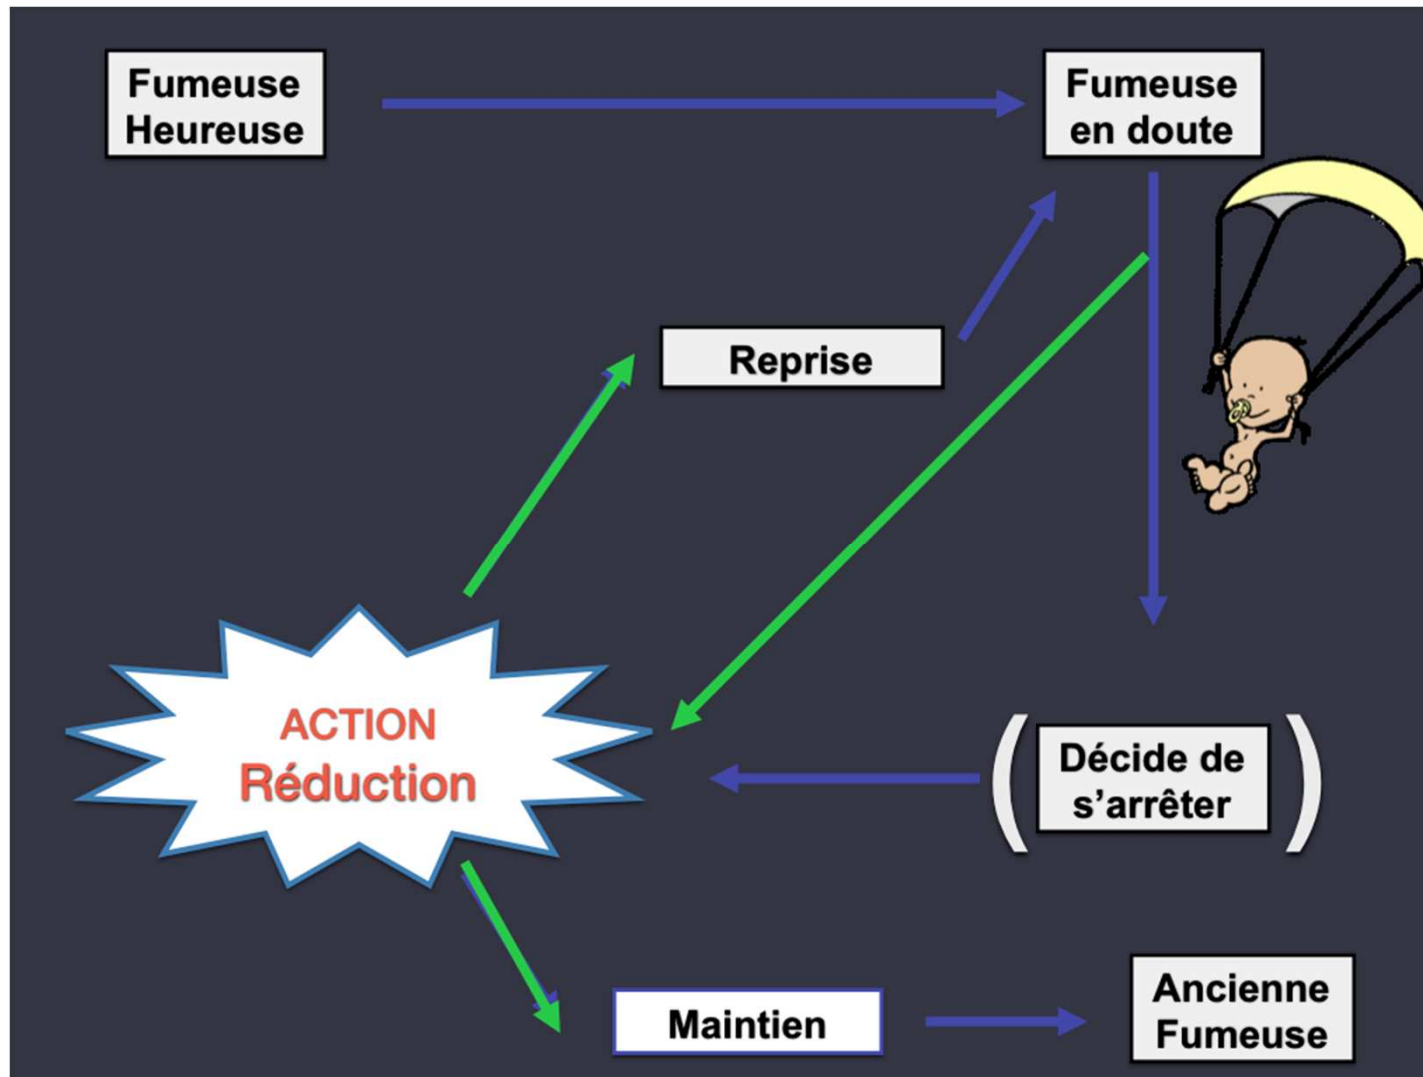 Fumeuse
Heureuse
Fumeuse
en doute
Reprise
ACTION
Réduction
(
Décide de
s’arrêter
)
Maintien
Ancienne
Fumeuse